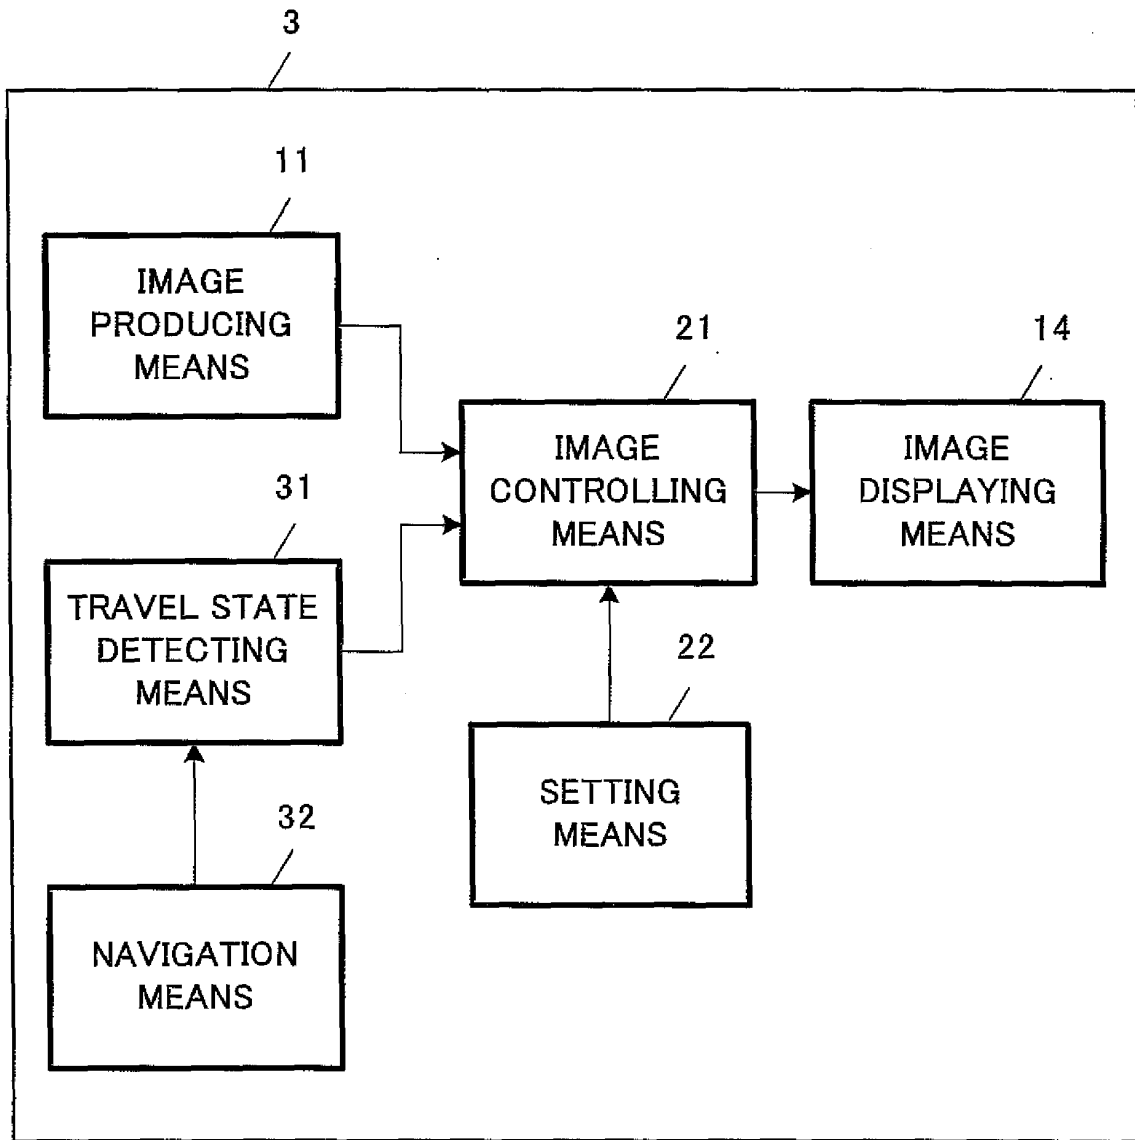 3
11
IMAGE
PRODUCING
MEANS
21
IMAGE
CONTROLLING
MEANS
14
IMAGE
DISPLAYING
MEANS
31
TRAVEL STATE
DETECTING
MEANS
22
SETTING
MEANS
32
NAVIGATION
MEANS